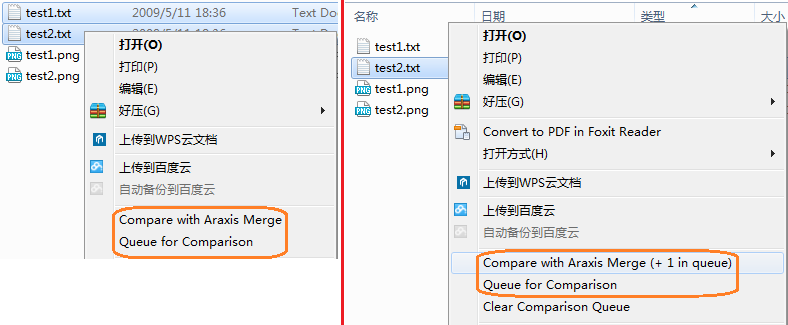 test1.txt 2009/5/11 18:36 Text Do
test2.txt
test1.png
test2.png
打开(O)
打印(P)
编辑(E)
好压(G)
上传到WPS云文档
上传到百度云
自动备份到百度云
Compare with Araxis Merge
Queue for Comparison
名称 日期 类型 大小
test1.txt
test2.txt
test1.png
test2.png
打开(O)
打印(P)
编辑(E)
好压(G)
Convert to PDF in Foxit Reader
打开方式(H)
上传到WPS云文档
上传到百度云
自动备份到百度云
Compare with Araxis Merge (+ 1 in queue)
Queue for Comparison
Clear Comparison Queue